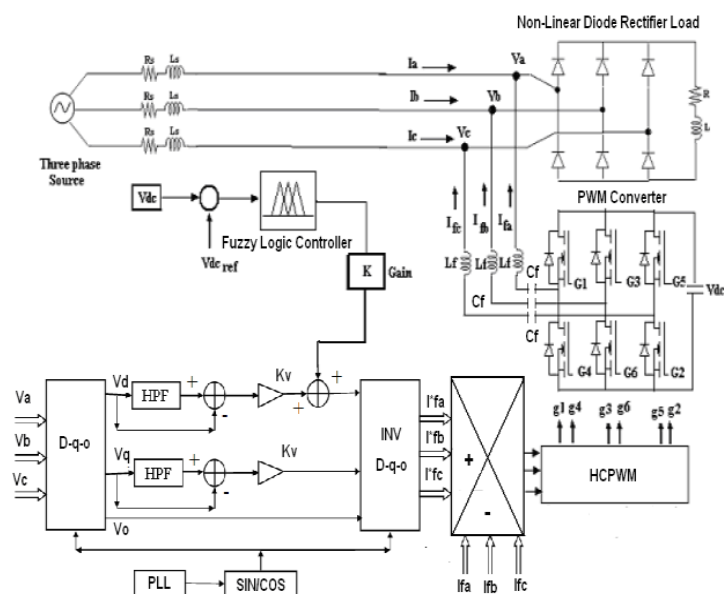 Non-Linear Diode Rectifier Load
Rs Ls
Ia
Va
Rs Ls
Ib
Vb
R
L
Rs Ls
Ic
Vc
Three phase
Source
Vdc
Vdc ref
Fuzzy Logic Controller
K
Gain
I fc
I fb
I fa
Lf
Lf
Lf
Cf
Cf
Cf
PWM Converter
G1
G3
G5
Vdc
G4
G6
G2
g1 g4
g3 g6
g5 g2
Va
Vb
Vc
D-q-o
Vd
HPF
+
-
Kv
+
+
Vq
HPF
+
-
Kv
Vo
INV
D-q-o
I*fa
I*fb
I*fc
+
-
HCPWM
PLL
SIN/COS
Ifa
Ifb
Ifc